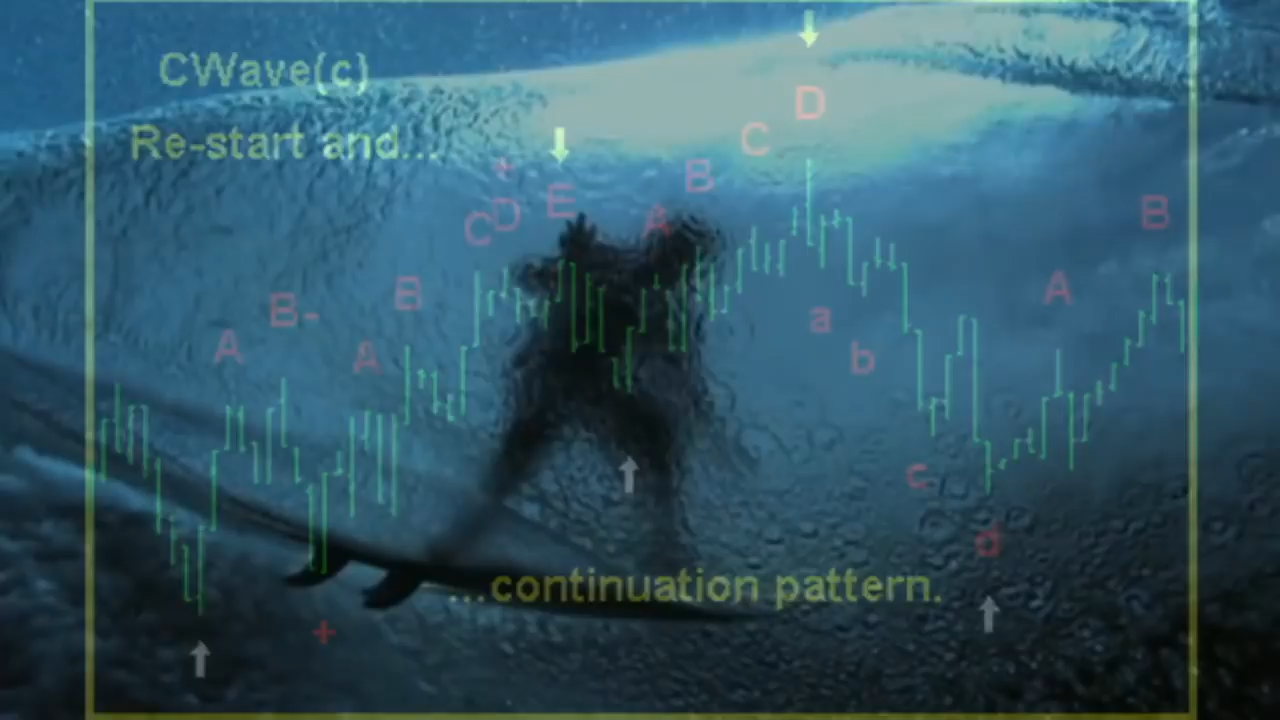 CWave(c)
Re-start and...
D
C
+
B
E
D
C
A
B
B
A
B
B-
a
A
A
b
c
d
...continuation pattern.
+